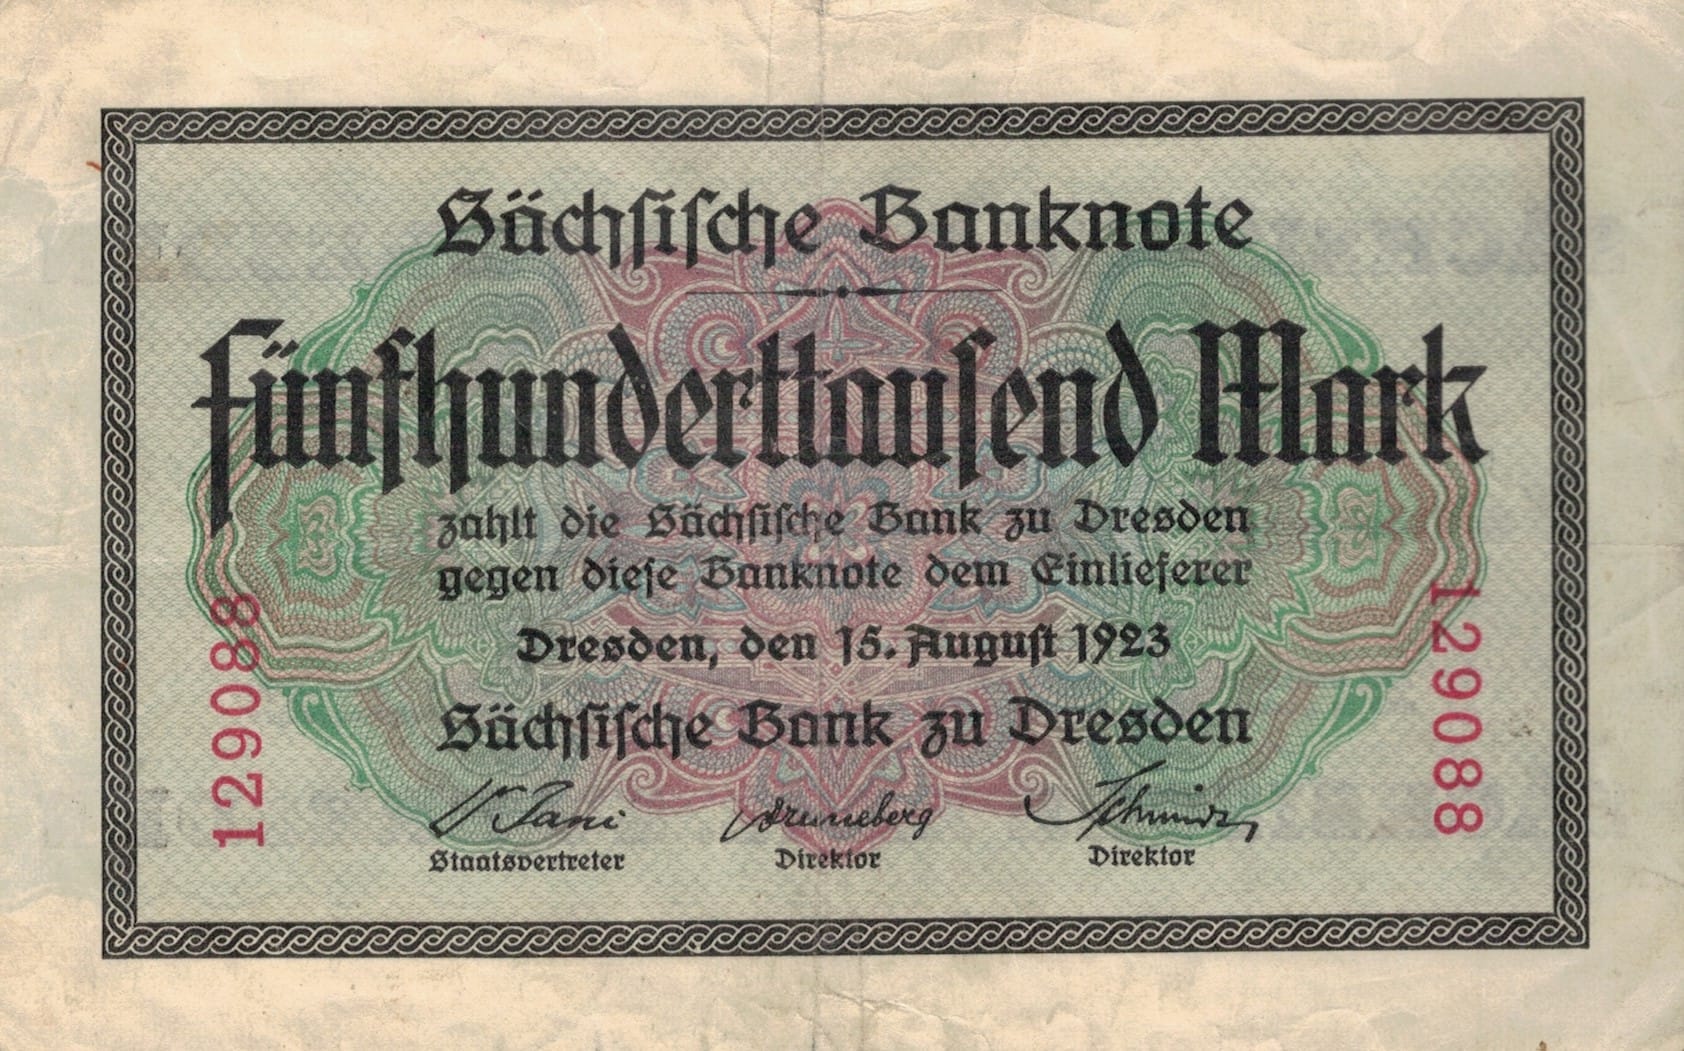 Sächsische Banknote
Fünfhunderttausend Mark
zahlt die Sächsische Bank zu Dresden
gegen diese Banknote dem Einlieferer
Dresden, den 15. August 1923
Sächsische Bank zu Dresden
Staatsvertreter
Direktor
Direktor
129088
129088